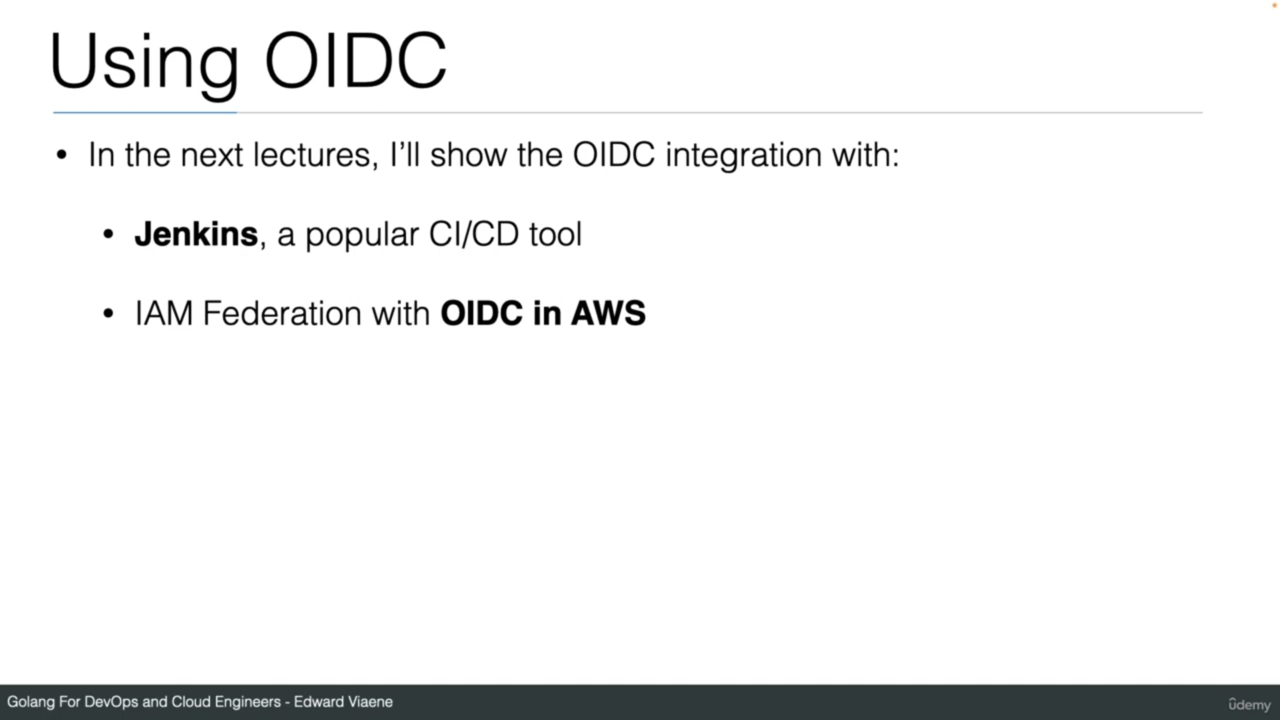 Using OIDC
• In the next lectures, I’ll show the OIDC integration with:
• Jenkins, a popular CI/CD tool
• IAM Federation with OIDC in AWS
Golang For DevOps and Cloud Engineers - Edward Viaene
ûdemy